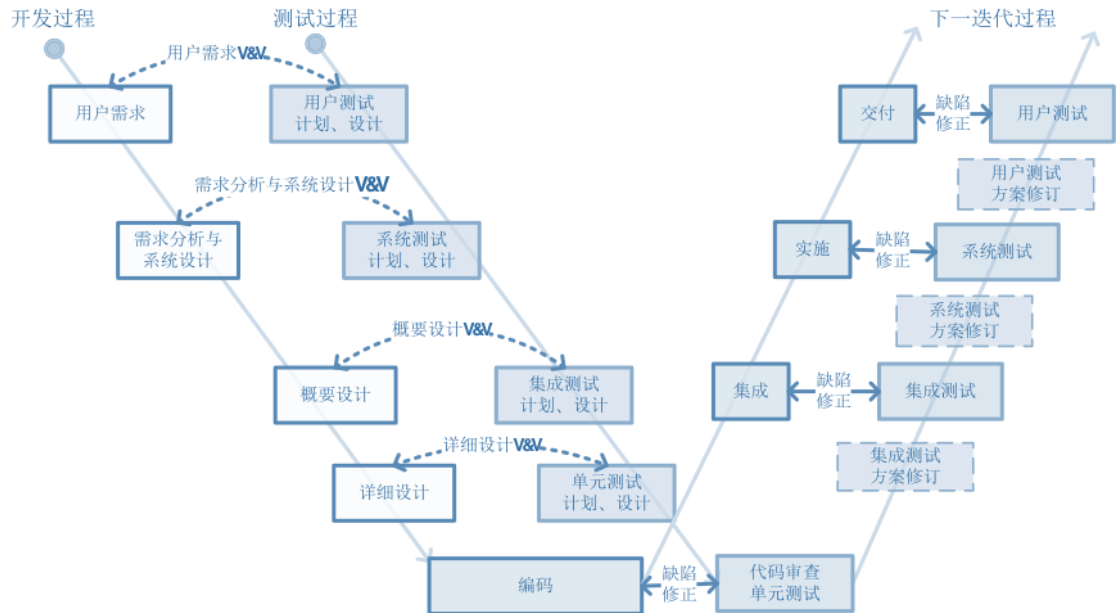 开发过程
测试过程
下一迭代过程
用户需求V&V
用户需求
用户测试
计划、设计
交付
缺陷
修正
用户测试
用户测试
方案修订
需求分析与系统设计V&V
需求分析与
系统设计
系统测试
计划、设计
实施
缺陷
修正
系统测试
系统测试
方案修订
概要设计V&V
概要设计
集成测试
计划、设计
集成
缺陷
修正
集成测试
集成测试
方案修订
详细设计V&V
详细设计
单元测试
计划、设计
编码
缺陷
修正
代码审查
单元测试